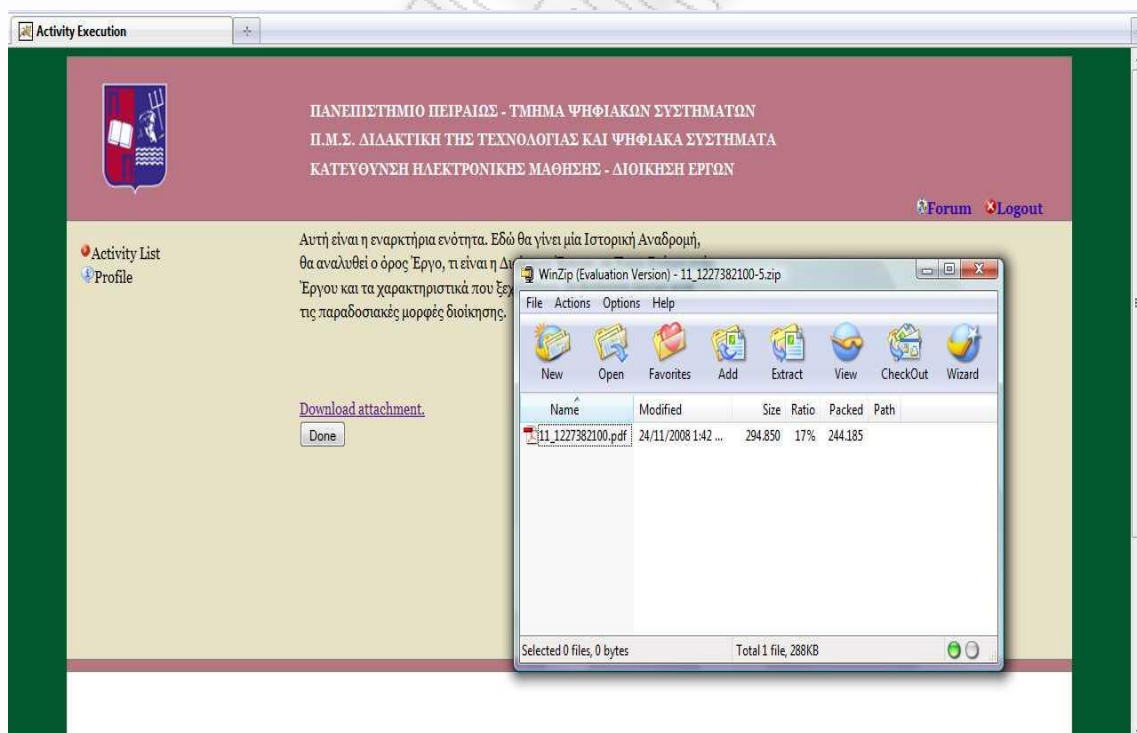 Activity Execution
ΠΑΝΕΠΙΣΤΗΜΙΟ ΠΕΙΡΑΙΩΣ - ΤΜΗΜΑ ΨΗΦΙΑΚΩΝ ΣΥΣΤΗΜΑΤΩΝ
Π.Μ.Σ. ΔΙΔΑΚΤΙΚΗ ΤΗΣ ΤΕΧΝΟΛΟΓΙΑΣ ΚΑΙ ΨΗΦΙΑΚΑ ΣΥΣΤΗΜΑΤΑ
ΚΑΤΕΥΘΥΝΣΗ ΗΛΕΚΤΡΟΝΙΚΗΣ ΜΑΘΗΣΗΣ - ΔΙΟΙΚΗΣΗ ΕΡΓΩΝ
Forum Logout
Activity List
Profile
Αυτή είναι η εναρκτήρια ενότητα. Εδώ θα γίνει μία Ιστορική Αναδρομή,
θα αναλυθεί ο όρος Έργο, τι είναι η
Έργου και τα χαρακτηριστικά που
τις παραδοσιακές μορφές διοίκησης.
Download attachment.
Done
WinZip (Evaluation Version) - 11_1227382100-5.zip
File Actions Options Help
New Open Favorites Add Extract View CheckOut Wizard
Name Modified Size Ratio Packed Path
11_1227382100.pdf 24/11/2008 1:42 ... 294.850 17% 244.185
Selected 0 files, 0 bytes Total 1 file, 288KB